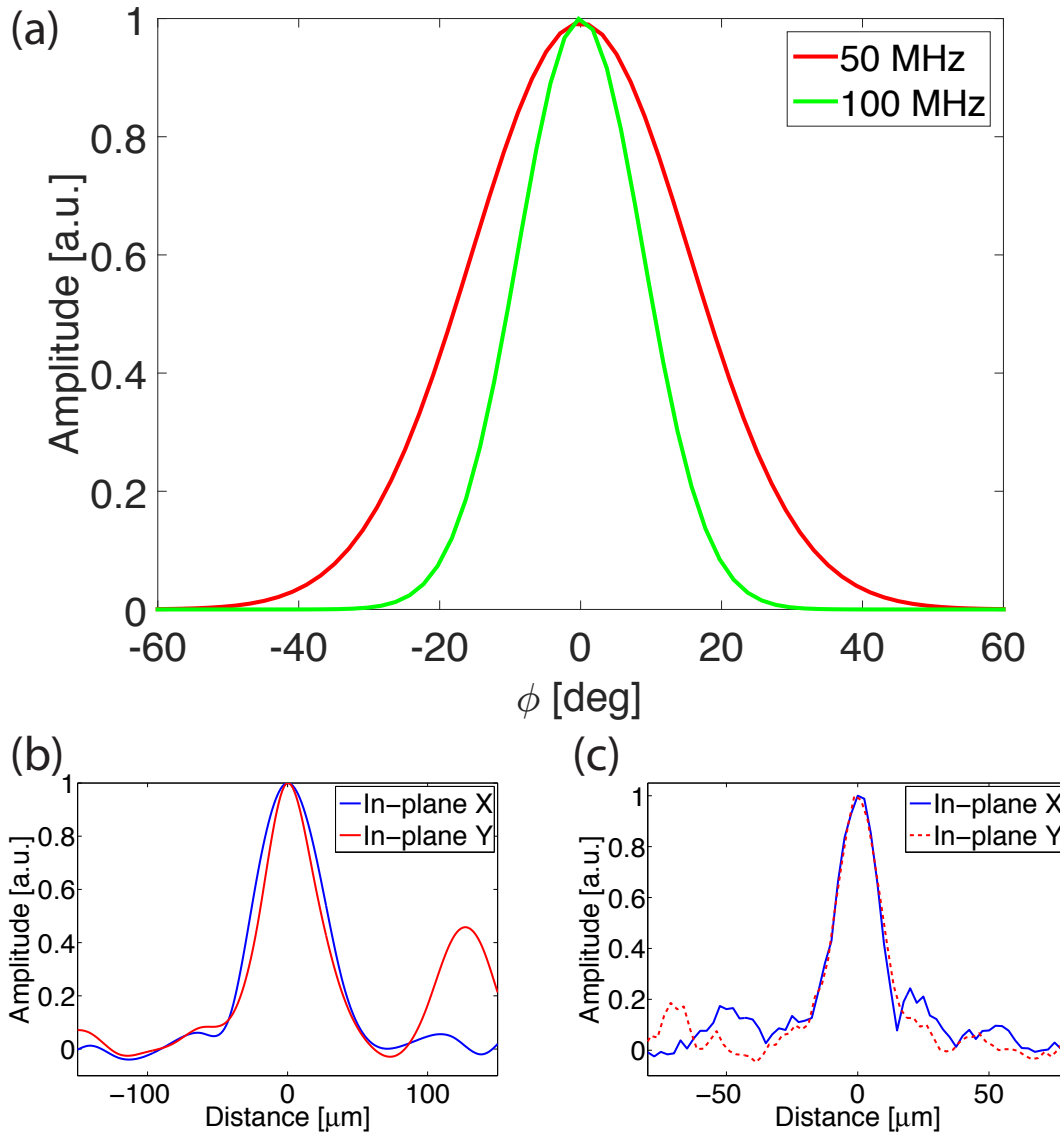 (a)
50 MHz
100 MHz
Amplitude [a.u.]
1
0.8
0.6
0.4
0.2
0
-60
-40
-20
0
20
40
60
ϕ [deg]
(b)
In-plane X
In-plane Y
Amplitude [a.u.]
1
0.8
0.6
0.4
0.2
0
−100
0
100
Distance [μm]
(c)
In-plane X
In-plane Y
Amplitude [a.u.]
1
0.8
0.6
0.4
0.2
0
−50
0
50
Distance [μm]